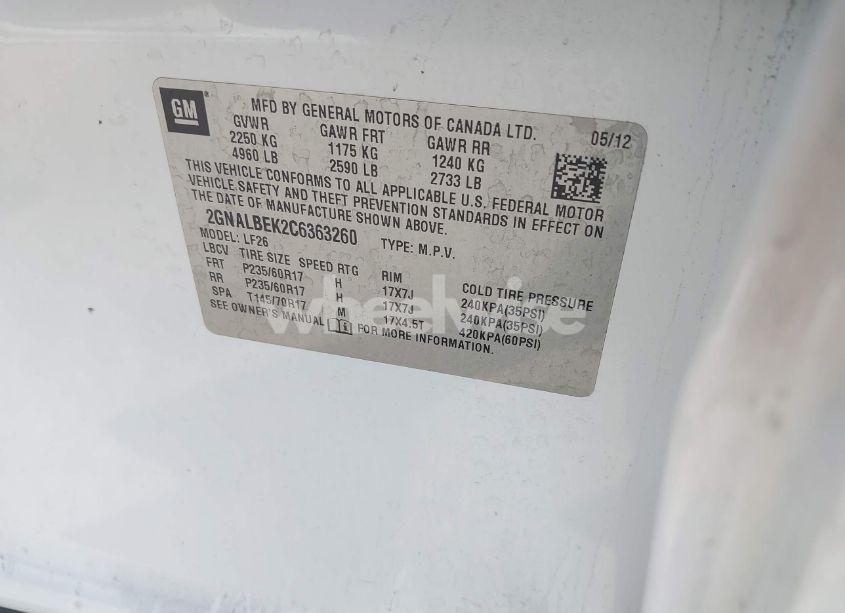 GM
MFD BY GENERAL MOTORS OF CANADA LTD. 05/12
GVWR GAWR FRT GAWR RR
2250 KG 1175 KG 1240 KG
4960 LB 2590 LB 2733 LB
THIS VEHICLE CONFORMS TO ALL APPLICABLE U.S. FEDERAL MOTOR
VEHICLE SAFETY AND THEFT PREVENTION STANDARDS IN EFFECT ON
THE DATE OF MANUFACTURE SHOWN ABOVE.
2GNALBEK2C6363260 TYPE: M.P.V.
MODEL: LF26
LBCV TIRE SIZE SPEED RTG RIM COLD TIRE PRESSURE
FRT P235/60R17 H 17X7J 240KPA(35PSI)
RR P235/60R17 H 17X7J 240KPA(35PSI)
SPA T145/70R17 M 17X4.5T 420KPA(60PSI)
SEE OWNER'S MANUAL FOR MORE INFORMATION.
wheelwise